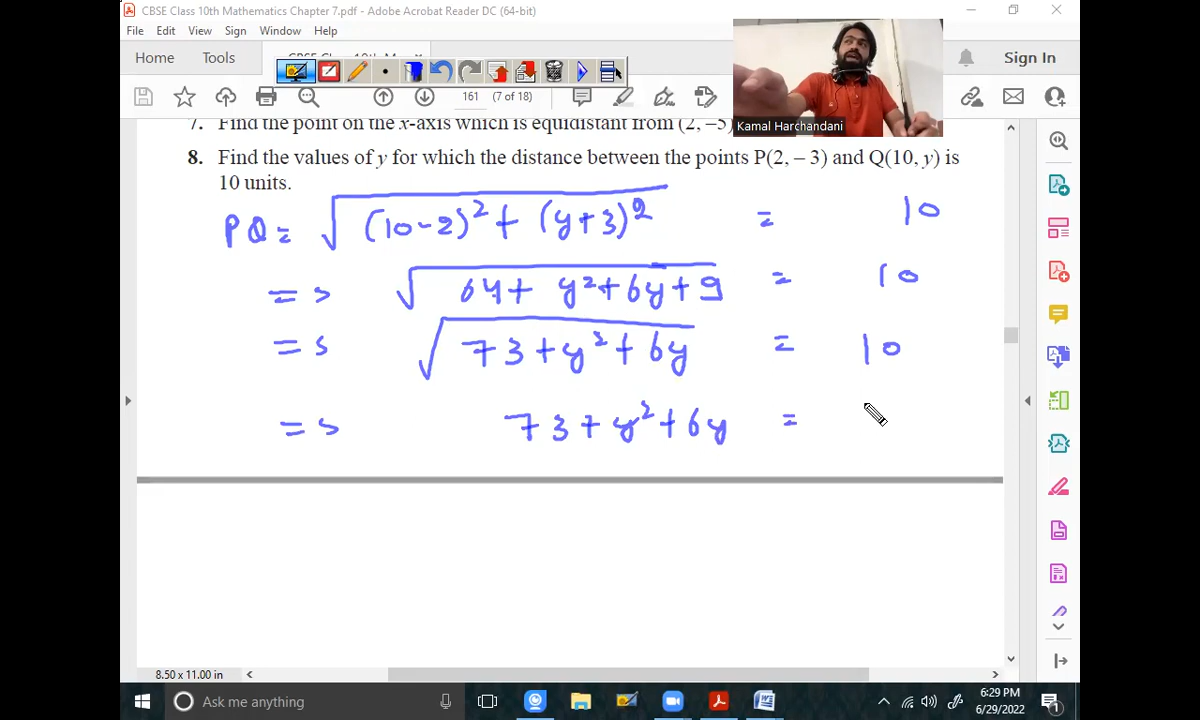 CBSE Class 10th Mathematics Chapter 7.pdf - Adobe Acrobat Reader DC (64-bit)
File Edit View Sign Window Help
Home Tools Sign In
161 (7 of 18)
Kamal Harchandani
7. Find the point on the x-axis which is equidistant from (2, –5)
8. Find the values of y for which the distance between the points P(2, – 3) and Q(10, y) is
10 units.
PQ = √(10-2)² + (y+3)² = 10
=> √64 + y² + 6y + 9 = 10
=> √73 + y² + 6y = 10
=> 73 + y² + 6y =
8.50 x 11.00 in
Ask me anything
6:29 PM
6/29/2022
1